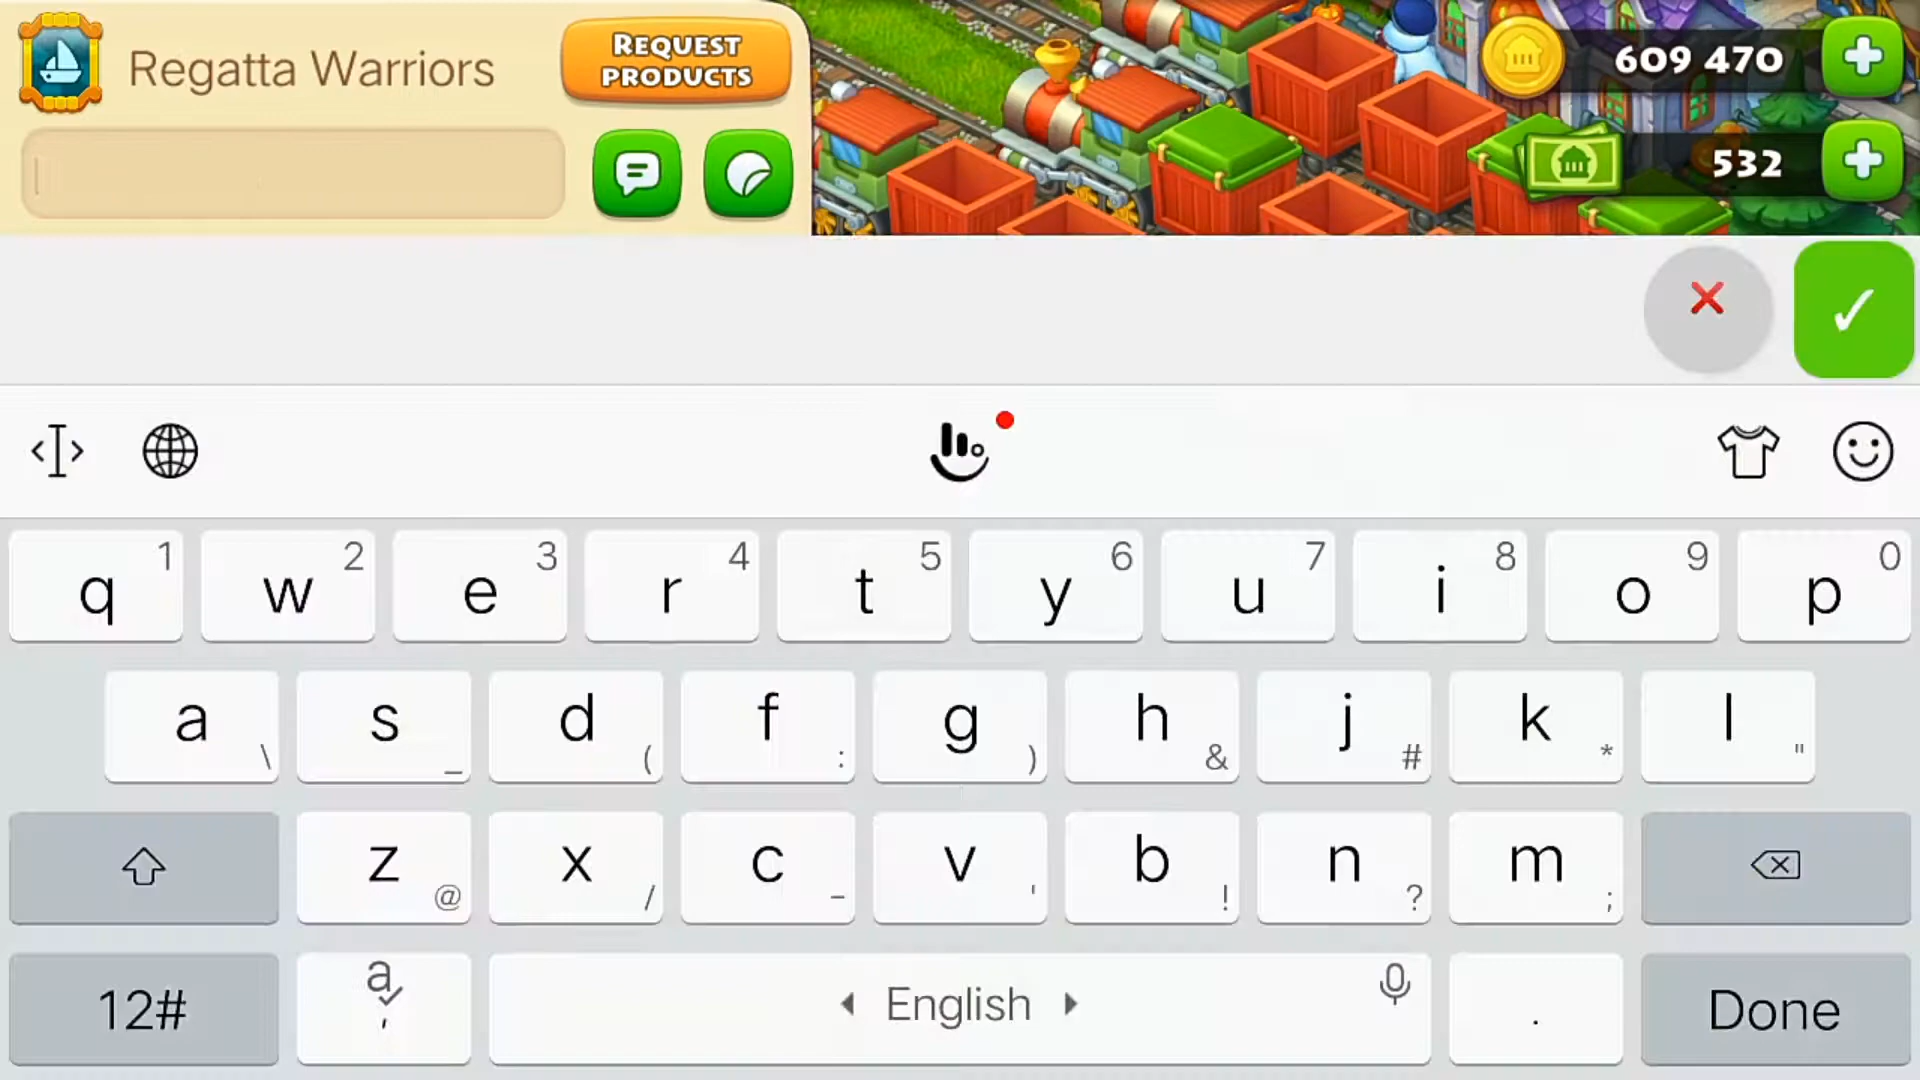 Regatta Warriors
REQUEST
PRODUCTS
609 470
532
q 1 w 2 e 3 r 4 t 5 y 6 u 7 i 8 o 9 p 0
a \ s _ d ( f : g ) h & j # k * l "
z @ x / c - v ' b ! n ? m ;
12# a , English . Done